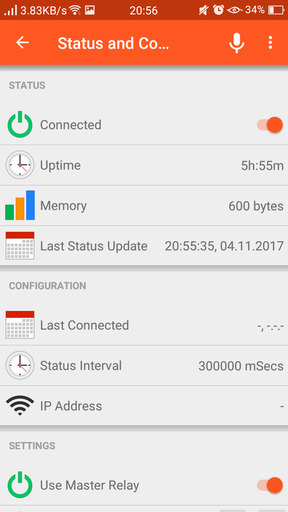 3.83KB/s 20:56 34%
Status and Co...
STATUS
Connected
Uptime 5h:55m
Memory 600 bytes
Last Status Update 20:55:35, 04.11.2017
CONFIGURATION
Last Connected -, -.-.-
Status Interval 300000 mSecs
IP Address -
SETTINGS
Use Master Relay